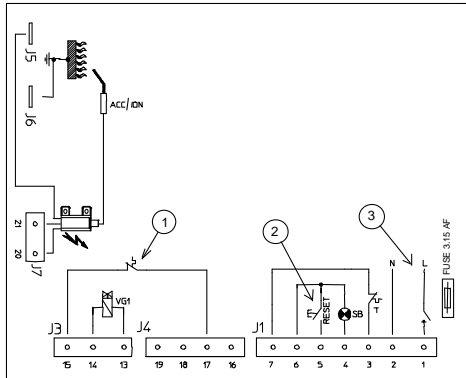 J5
J6
ACC/ION
21
20
J7
1
2
3
N
L
FUSE 3.15 AF
VG1
RESET
SB
T
J3
J4
J1
15
14
13
19
18
17
16
7
6
5
4
3
2
1